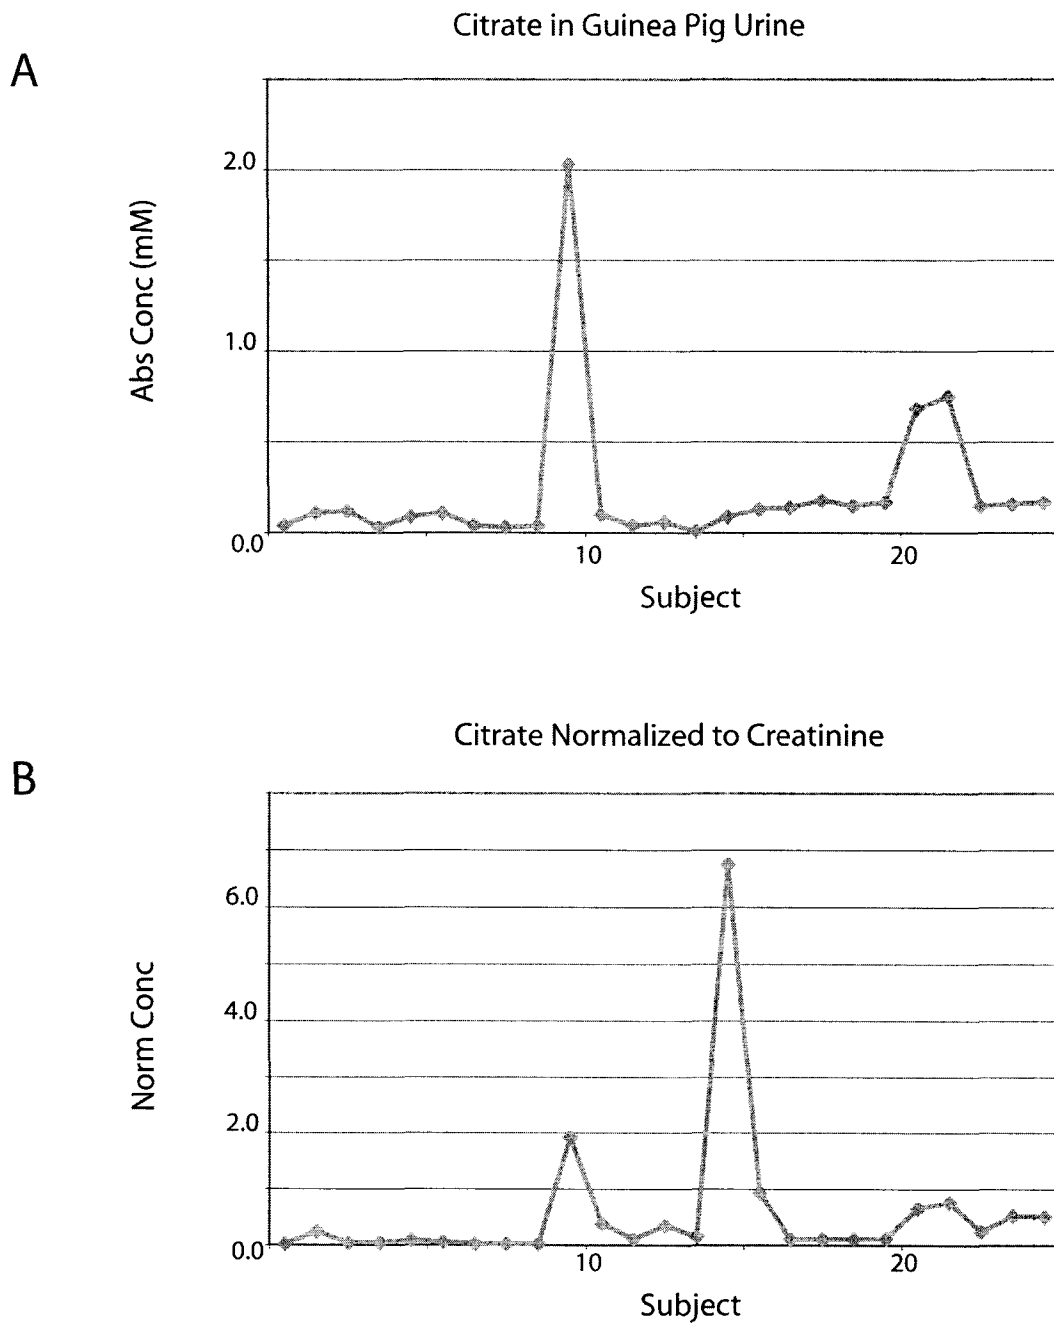 Citrate in Guinea Pig Urine
A
2.0
Abs Conc (mM)
1.0
0.0
10
20
Subject
Citrate Normalized to Creatinine
B
6.0
Norm Conc
4.0
2.0
0.0
10
20
Subject